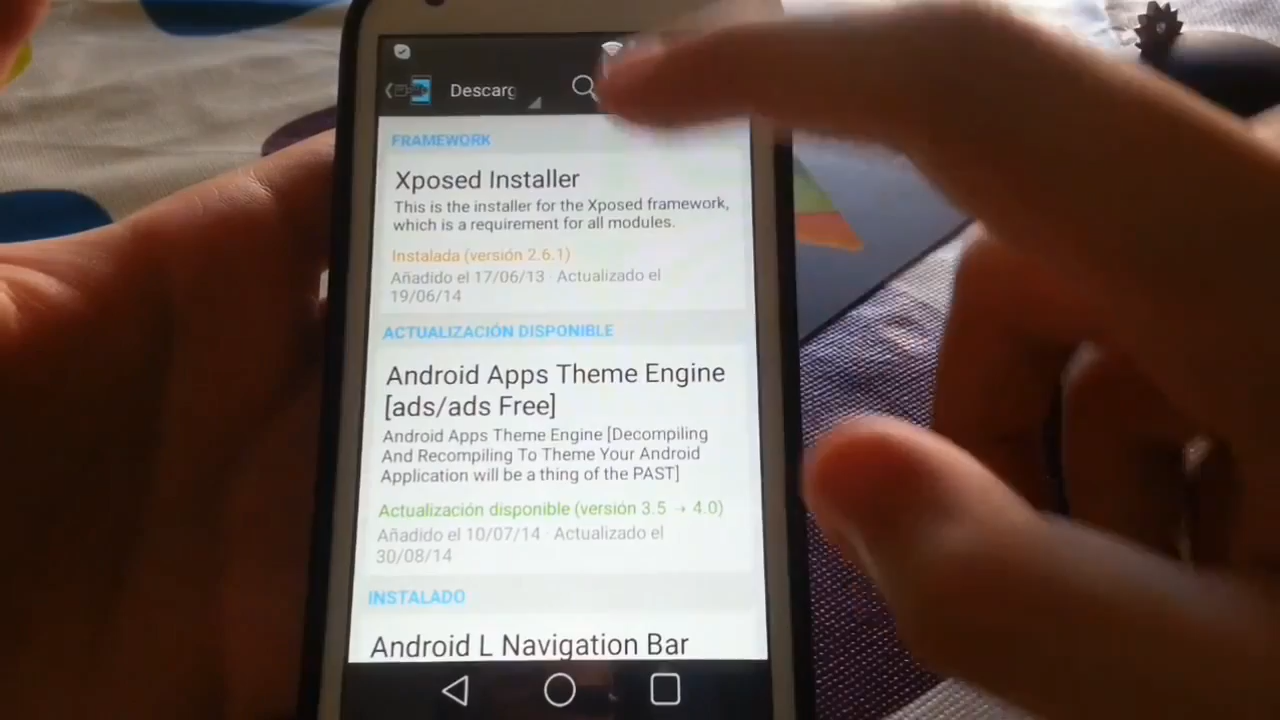 Descarg
FRAMEWORK
Xposed Installer
This is the installer for the Xposed framework,
which is a requirement for all modules.
Instalada (versión 2.6.1)
Añadido el 17/06/13 · Actualizado el
19/06/14
ACTUALIZACIÓN DISPONIBLE
Android Apps Theme Engine
[ads/ads Free]
Android Apps Theme Engine [Decompiling
And Recompiling To Theme Your Android
Application will be a thing of the PAST]
Actualización disponible (versión 3.5 → 4.0)
Añadido el 10/07/14 · Actualizado el
30/08/14
INSTALADO
Android L Navigation Bar